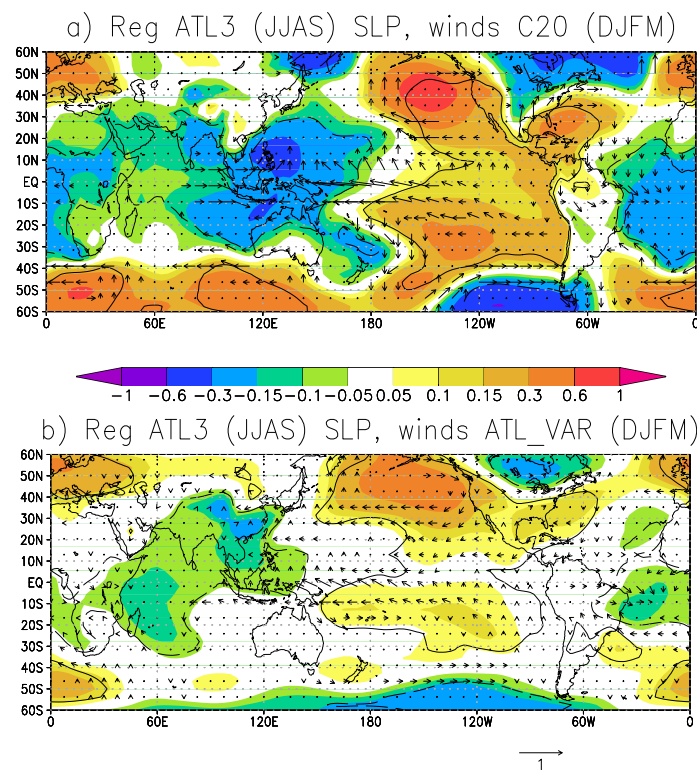 a) Reg ATL3 (JJAS) SLP, winds C20 (DJFM)
60N
50N
40N
30N
20N
10N
EQ
10S
20S
30S
40S
50S
60S
0 60E 120E 180 120W 60W 0
−1 −0.6 −0.3 −0.15 −0.1 −0.05 0.05 0.1 0.15 0.3 0.6 1
b) Reg ATL3 (JJAS) SLP, winds ATL_VAR (DJFM)
60N
50N
40N
30N
20N
10N
EQ
10S
20S
30S
40S
50S
60S
0 60E 120E 180 120W 60W 0
1